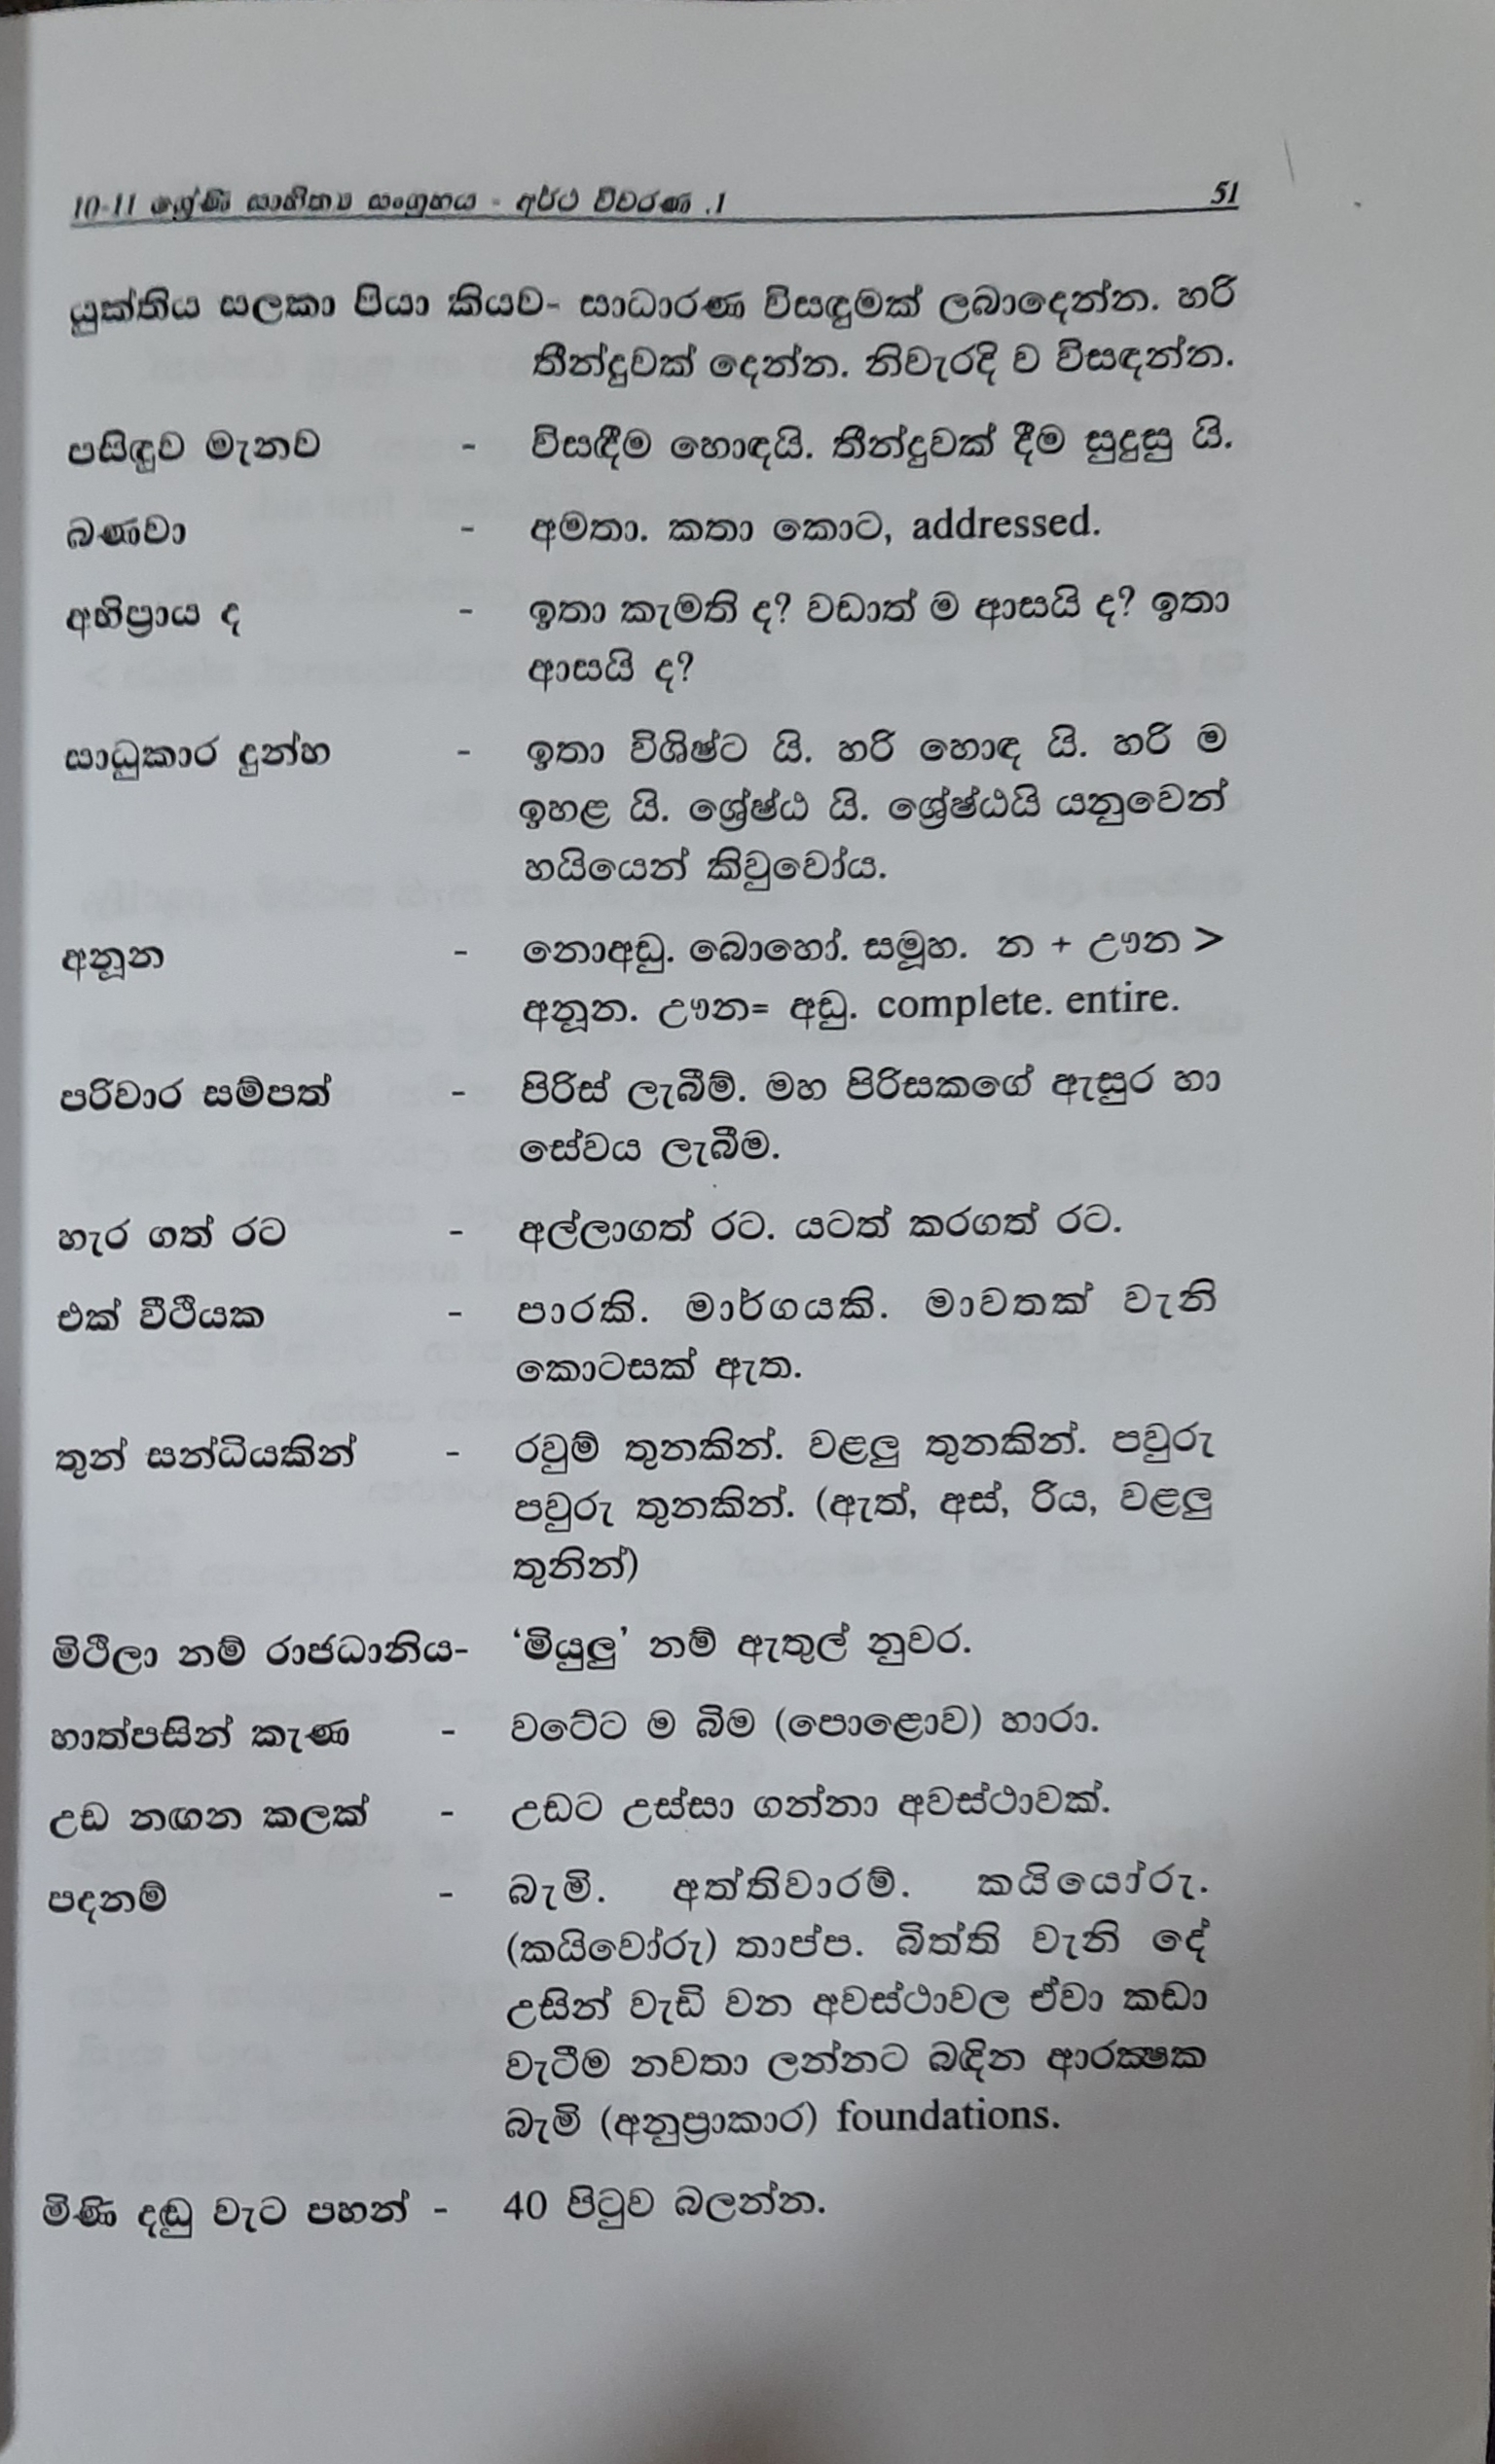 10-11 ශ්‍රේණි සාහිත්‍ය සංග්‍රහය - අර්ථ විවරණ .1 51
යුක්තිය සලකා පියා කියව- සාධාරණ විසඳුමක් ලබාදෙන්න. හරි
තීන්දුවක් දෙන්න. නිවැරදි ව විසඳන්න.
පසිඳුව මැනව - විසඳීම හොඳයි. තීන්දුවක් දීම සුදුසු යි.
බණවා - අමතා. කතා කොට, addressed.
අභිප්‍රාය ද - ඉතා කැමති ද? වඩාත් ම ආසයි ද? ඉතා
ආසයි ද?
සාධුකාර දුන්හ - ඉතා විශිෂ්ට යි. හරි හොඳ යි. හරි ම
ඉහළ යි. ශ්‍රේෂ්ඨ යි. ශ්‍රේෂ්ඨයි යනුවෙන්
හයියෙන් කිවුවෝය.
අනූන - නොඅඩු. බොහෝ. සමූහ. න + ඌන >
අනූන. ඌන= අඩු. complete. entire.
පරිවාර සම්පත් - පිරිස් ලැබීම්. මහ පිරිසකගේ ඇසුර හා
සේවය ලැබීම.
හැර ගත් රට - අල්ලාගත් රට. යටත් කරගත් රට.
එක් වීථියක - පාරකි. මාර්ගයකි. මාවතක් වැනි
කොටසක් ඇත.
තුන් සන්ධියකින් - රවුම් තුනකින්. වළලු තුනකින්. පවුරු
පවුරු තුනකින්. (ඇත්, අස්, රිය, වළලු
තුනින්)
මිථිලා නම් රාජධානිය- ‘මියුලු’ නම් ඇතුල් නුවර.
හාත්පසින් කැණ - වටේට ම බිම (පොළොව) හාරා.
උඩ නඟන කලක් - උඩට උස්සා ගන්නා අවස්ථාවක්.
පදනම් - බැමි. අත්තිවාරම්. කයියෝරු.
(කයිවෝරු) තාප්ප. බිත්ති වැනි දේ
උසින් වැඩි වන අවස්ථාවල ඒවා කඩා
වැටීම නවතා ලන්නට බඳින ආරක්‍ෂක
බැමි (අනුප්‍රාකාර) foundations.
මිණි දඬු වැට පහන් - 40 පිටුව බලන්න.